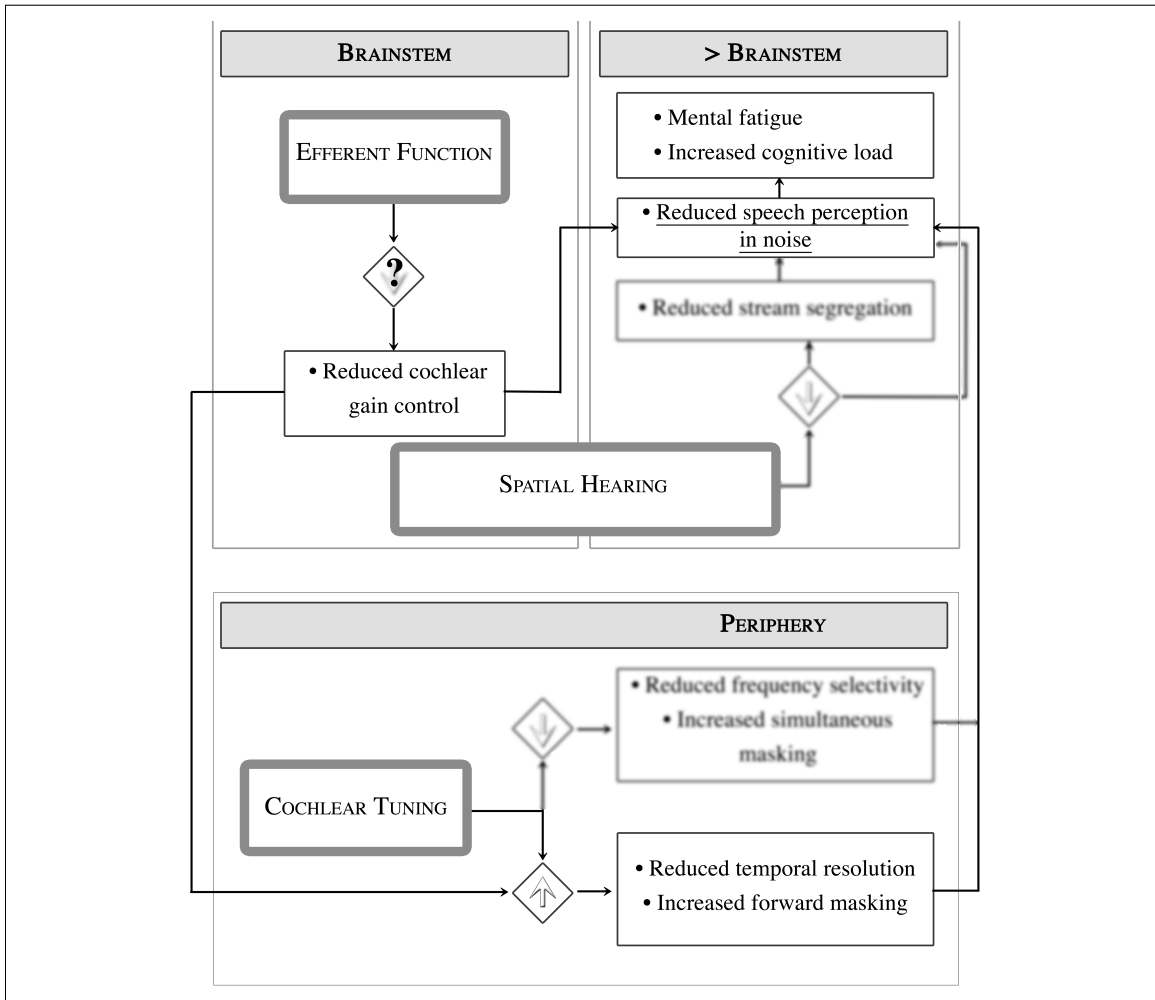 BRAINSTEM
> BRAINSTEM
EFFERENT FUNCTION
?
• Reduced cochlear
gain control
• Mental fatigue
• Increased cognitive load
• Reduced speech perception
in noise
• Reduced stream segregation
SPATIAL HEARING
PERIPHERY
• Reduced frequency selectivity
• Increased simultaneous
masking
COCHLEAR TUNING
• Reduced temporal resolution
• Increased forward masking